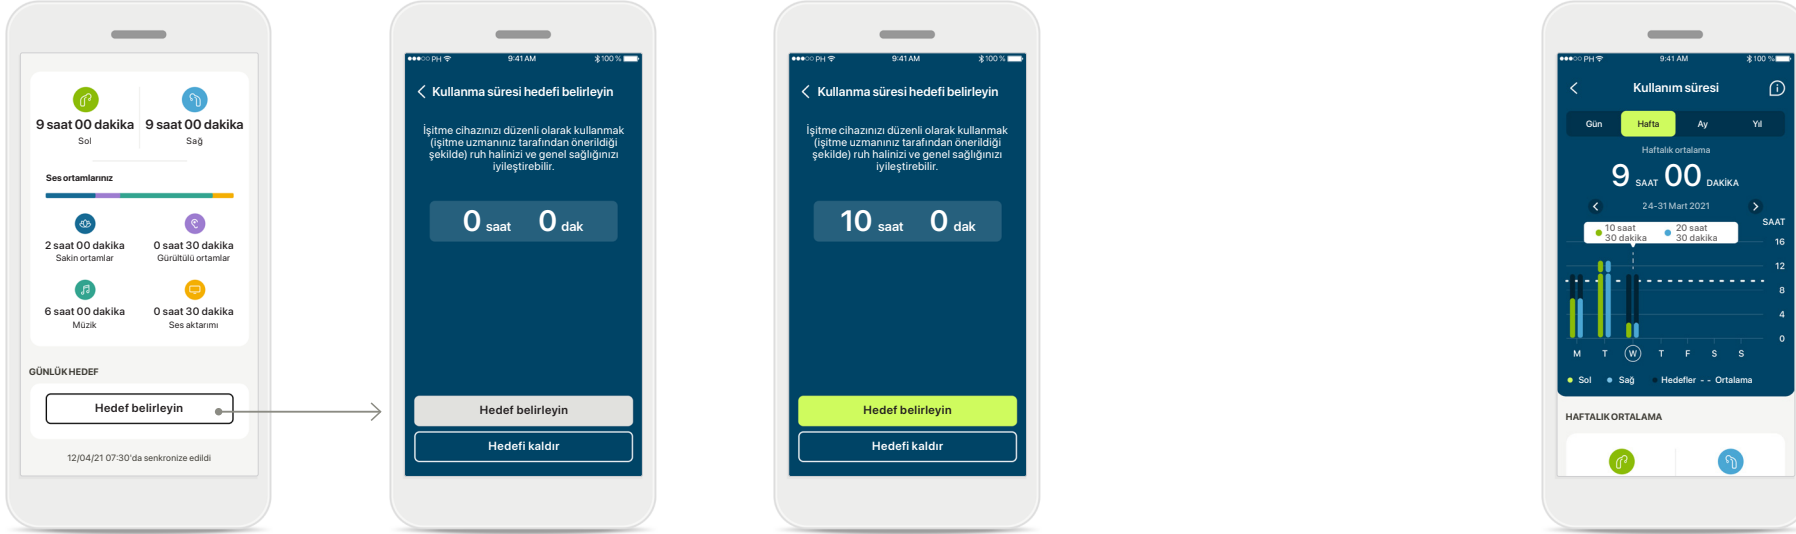 9 saat 00 dakika
Sol
9 saat 00 dakika
Sağ
Ses ortamlarınız
2 saat 00 dakika
Sakin ortamlar
0 saat 30 dakika
Gürültülü ortamlar
6 saat 00 dakika
Müzik
0 saat 30 dakika
Ses aktarımı
GÜNLÜK HEDEF
Hedef belirleyin
12/04/21 07:30'da senkronize edildi
PH 9:41 AM 100 %
Kullanma süresi hedefi belirleyin
İşitme cihazınızı düzenli olarak kullanmak
(işitme uzmanınız tarafından önerildiği
şekilde) ruh halinizi ve genel sağlığınızı
iyileştirebilir.
0 saat 0 dak
Hedef belirleyin
Hedefi kaldır
PH 9:41 AM 100 %
Kullanma süresi hedefi belirleyin
İşitme cihazınızı düzenli olarak kullanmak
(işitme uzmanınız tarafından önerildiği
şekilde) ruh halinizi ve genel sağlığınızı
iyileştirebilir.
10 saat 0 dak
Hedef belirleyin
Hedefi kaldır
PH 9:41 AM 100 %
Kullanım süresi
Gün Hafta Ay Yıl
Haftalık ortalama
9 SAAT 00 DAKİKA
24-31 Mart 2021
SAAT
10 saat
30 dakika
20 saat
30 dakika
16
12
8
4
0
M T W T F S S
Sol Sağ Hedefler - - Ortalama
HAFTALIK ORTALAMA